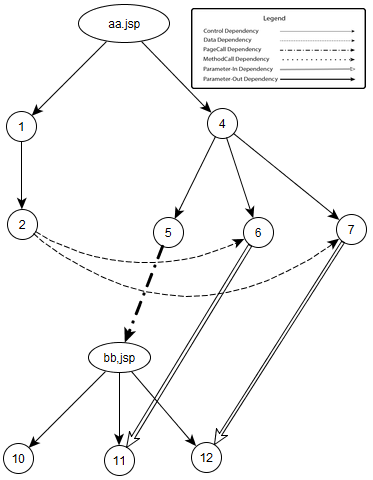 aa.jsp
Legend
Control Dependency
Data Dependency
PageCall Dependency
MethodCall Dependency
Parameter-In Dependency
Parameter-Out Dependency
1
4
2
5
6
7
bb,jsp
10
11
12